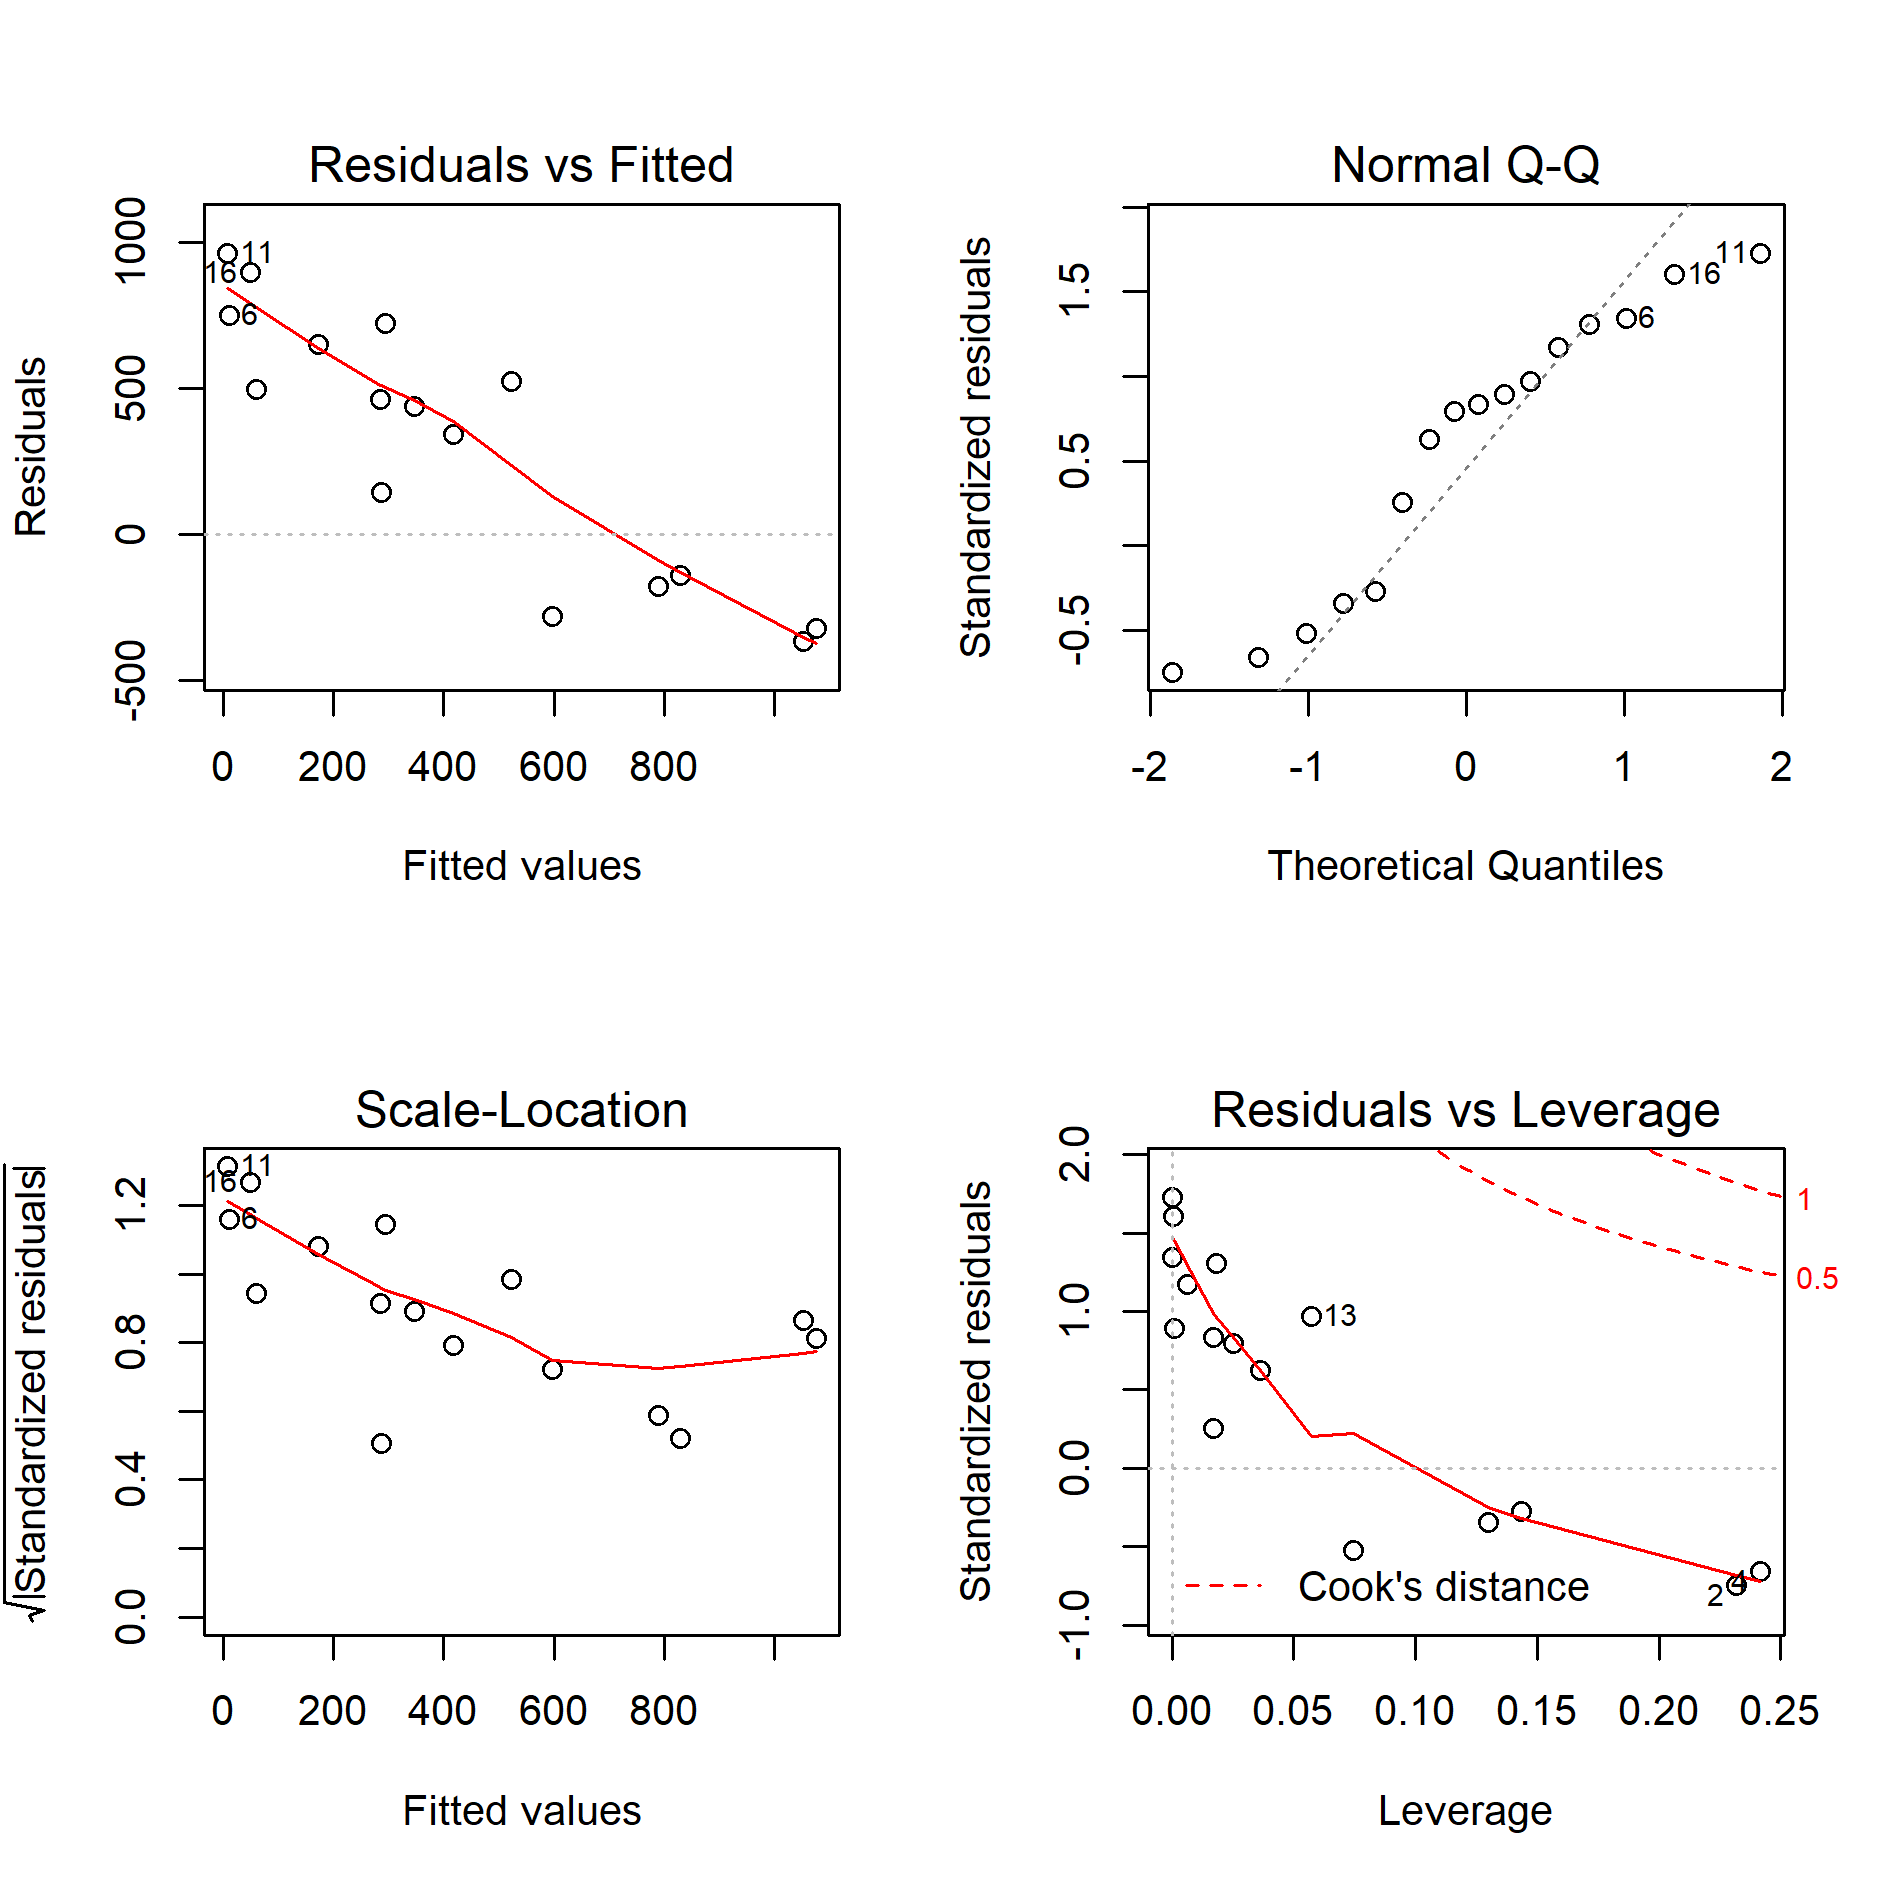 Residuals vs Fitted
Residuals
1000
500
0
-500
11
16
6
0 200 400 600 800
Fitted values
Normal Q-Q
Standardized residuals
1.5
0.5
-0.5
11
16
6
-2 -1 0 1 2
Theoretical Quantiles
Scale-Location
√|Standardized residuals|
1.2
0.8
0.4
0.0
11
16
6
0 200 400 600 800
Fitted values
Residuals vs Leverage
Standardized residuals
2.0
1.0
0.0
-1.0
1
0.5
13
4
2
Cook's distance
0.00 0.05 0.10 0.15 0.20 0.25
Leverage